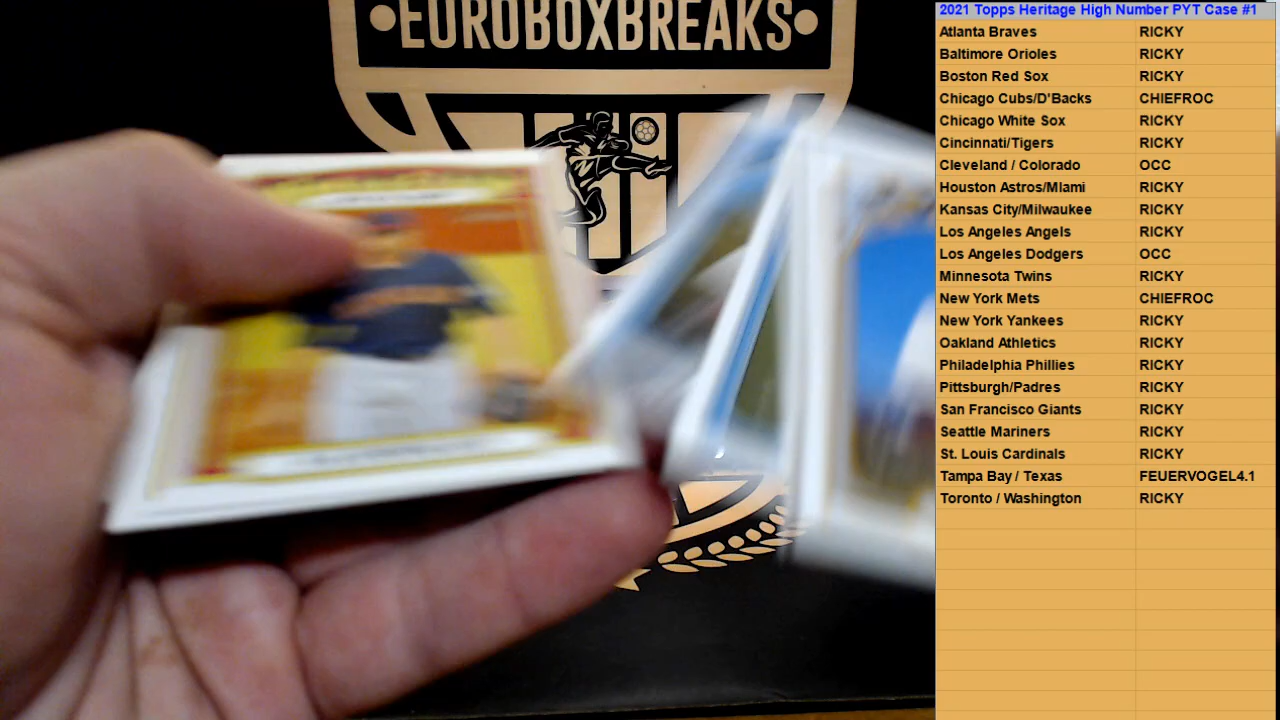 EUROBOXBREAKS
2021 Topps Heritage High Number PYT Case #1
Atlanta Braves RICKY
Baltimore Orioles RICKY
Boston Red Sox RICKY
Chicago Cubs/D'Backs CHIEFROC
Chicago White Sox RICKY
Cincinnati/Tigers RICKY
Cleveland / Colorado OCC
Houston Astros/MIami RICKY
Kansas City/Milwaukee RICKY
Los Angeles Angels RICKY
Los Angeles Dodgers OCC
Minnesota Twins RICKY
New York Mets CHIEFROC
New York Yankees RICKY
Oakland Athletics RICKY
Philadelphia Phillies RICKY
Pittsburgh/Padres RICKY
San Francisco Giants RICKY
Seattle Mariners RICKY
St. Louis Cardinals RICKY
Tampa Bay / Texas FEUERVOGEL4.1
Toronto / Washington RICKY